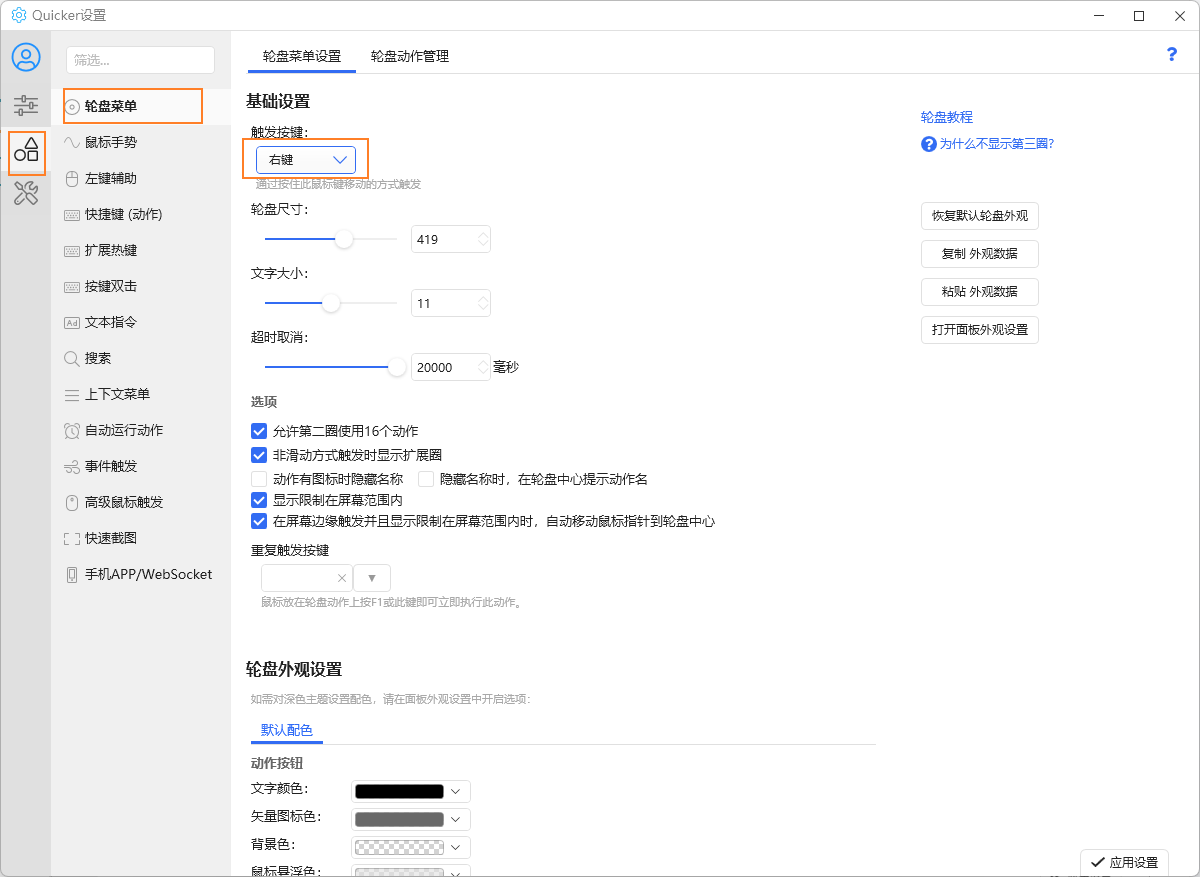 Quicker设置
筛选...
轮盘菜单
鼠标手势
左键辅助
快捷键 (动作)
扩展热键
按键双击
Ad 文本指令
搜索
上下文菜单
自动运行动作
事件触发
高级鼠标触发
快速截图
手机APP/WebSocket
轮盘菜单设置 轮盘动作管理
?
基础设置
触发按键：
右键
通过按住此鼠标键移动的方式触发
轮盘尺寸：
419
文字大小：
11
超时取消：
20000 毫秒
选项
允许第二圈使用16个动作
非滑动方式触发时显示扩展圈
动作有图标时隐藏名称 隐藏名称时，在轮盘中心提示动作名
显示限制在屏幕范围内
在屏幕边缘触发并且显示限制在屏幕范围内时，自动移动鼠标指针到轮盘中心
重复触发按键
鼠标放在轮盘动作上按F1或此键即可立即执行此动作。
轮盘外观设置
如需对深色主题设置配色，请在面板外观设置中开启选项：
默认配色
动作按钮
文字颜色：
矢量图标色：
背景色：
鼠标悬浮色：
轮盘教程
? 为什么不显示第三圈?
恢复默认轮盘外观
复制 外观数据
粘贴 外观数据
打开面板外观设置
应用设置